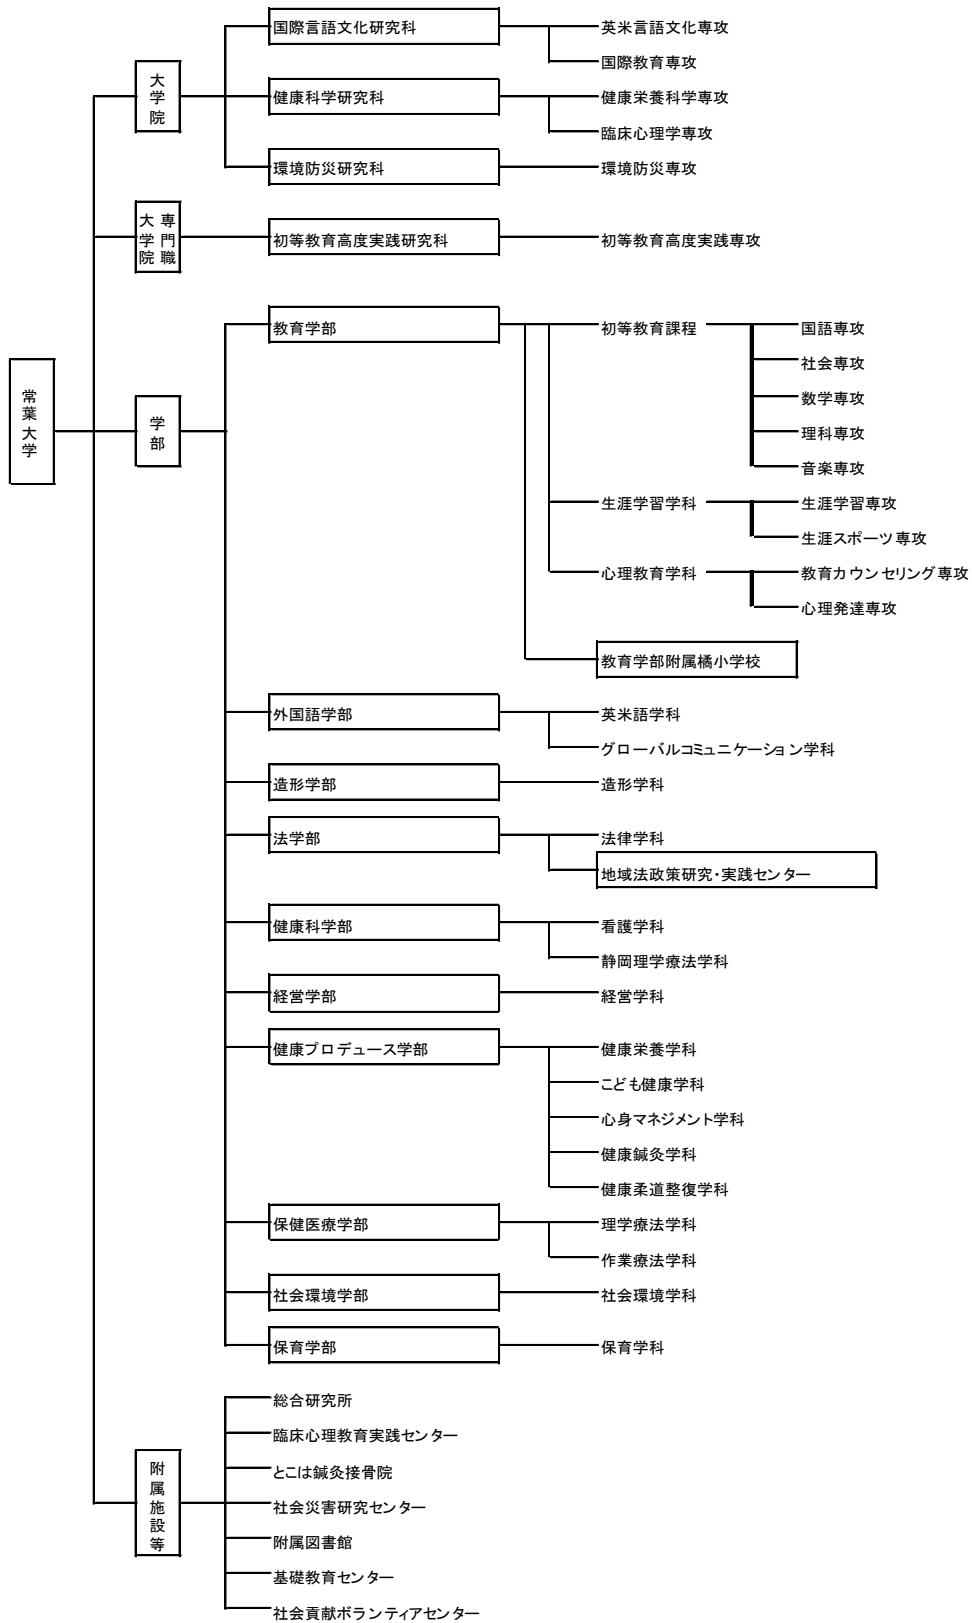 常葉大学
大学院
国際言語文化研究科
英米言語文化専攻
国際教育専攻
健康科学研究科
健康栄養科学専攻
臨床心理学専攻
環境防災研究科
環境防災専攻
専門職
大学院
初等教育高度実践研究科
初等教育高度実践専攻
学部
教育学部
初等教育課程
国語専攻
社会専攻
数学専攻
理科専攻
音楽専攻
生涯学習学科
生涯学習専攻
生涯スポーツ専攻
心理教育学科
教育カウンセリング専攻
心理発達専攻
教育学部附属橘小学校
外国語学部
英米語学科
グローバルコミュニケーション学科
造形学部
造形学科
法学部
法律学科
地域法政策研究・実践センター
健康科学部
看護学科
静岡理学療法学科
経営学部
経営学科
健康プロデュース学部
健康栄養学科
こども健康学科
心身マネジメント学科
健康鍼灸学科
健康柔道整復学科
保健医療学部
理学療法学科
作業療法学科
社会環境学部
社会環境学科
保育学部
保育学科
附属施設等
総合研究所
臨床心理教育実践センター
とこは鍼灸接骨院
社会災害研究センター
附属図書館
基礎教育センター
社会貢献ボランティアセンター